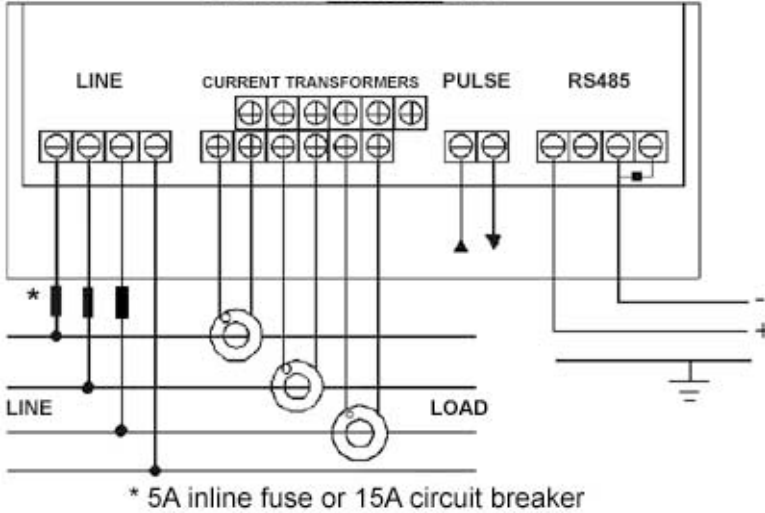 LINE
CURRENT TRANSFORMERS
PULSE
RS485
*
-
+
LINE
LOAD
* 5A inline fuse or 15A circuit breaker